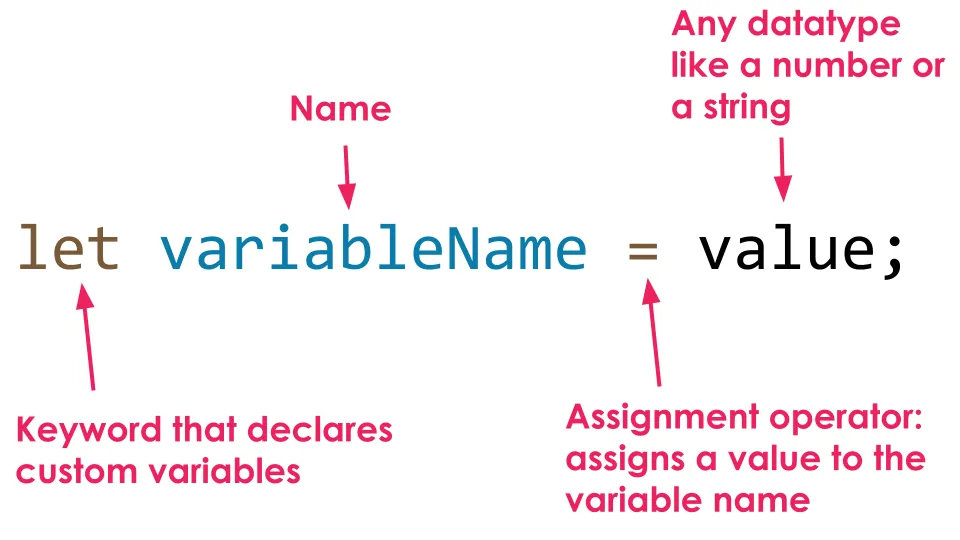 Any datatype
like a number or
a string
Name
let variableName = value;
Keyword that declares
custom variables
Assignment operator:
assigns a value to the
variable name